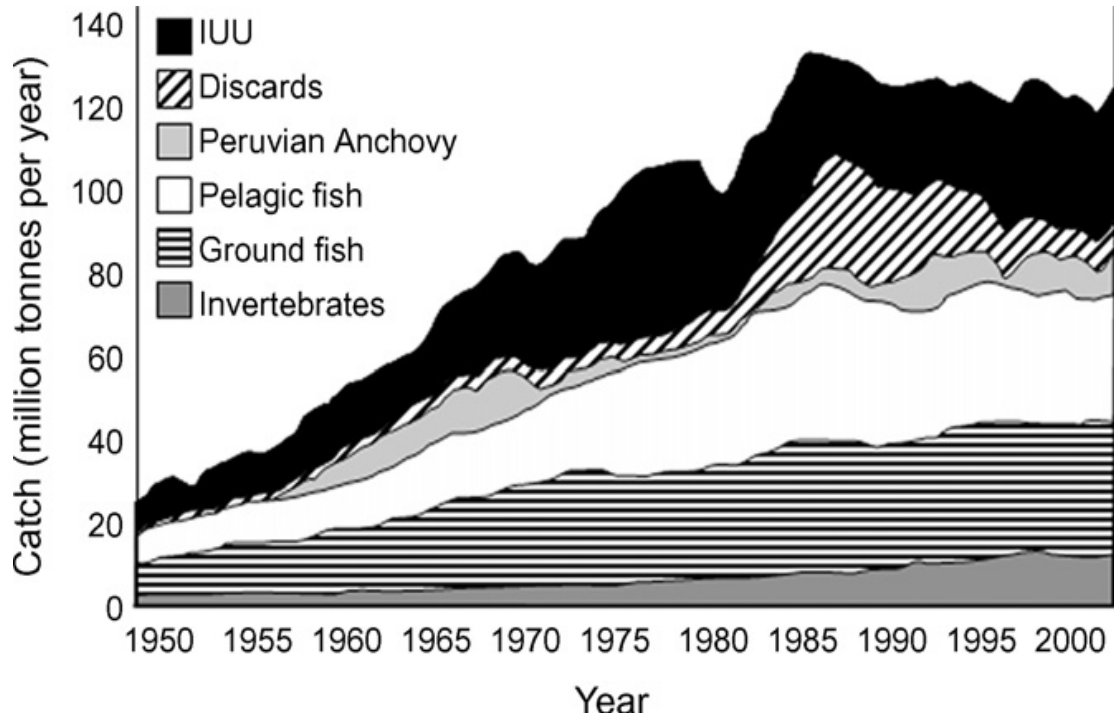 Catch (million tonnes per year)
140
120
100
80
60
40
20
0
IUU
Discards
Peruvian Anchovy
Pelagic fish
Ground fish
Invertebrates
1950 1955 1960 1965 1970 1975 1980 1985 1990 1995 2000
Year